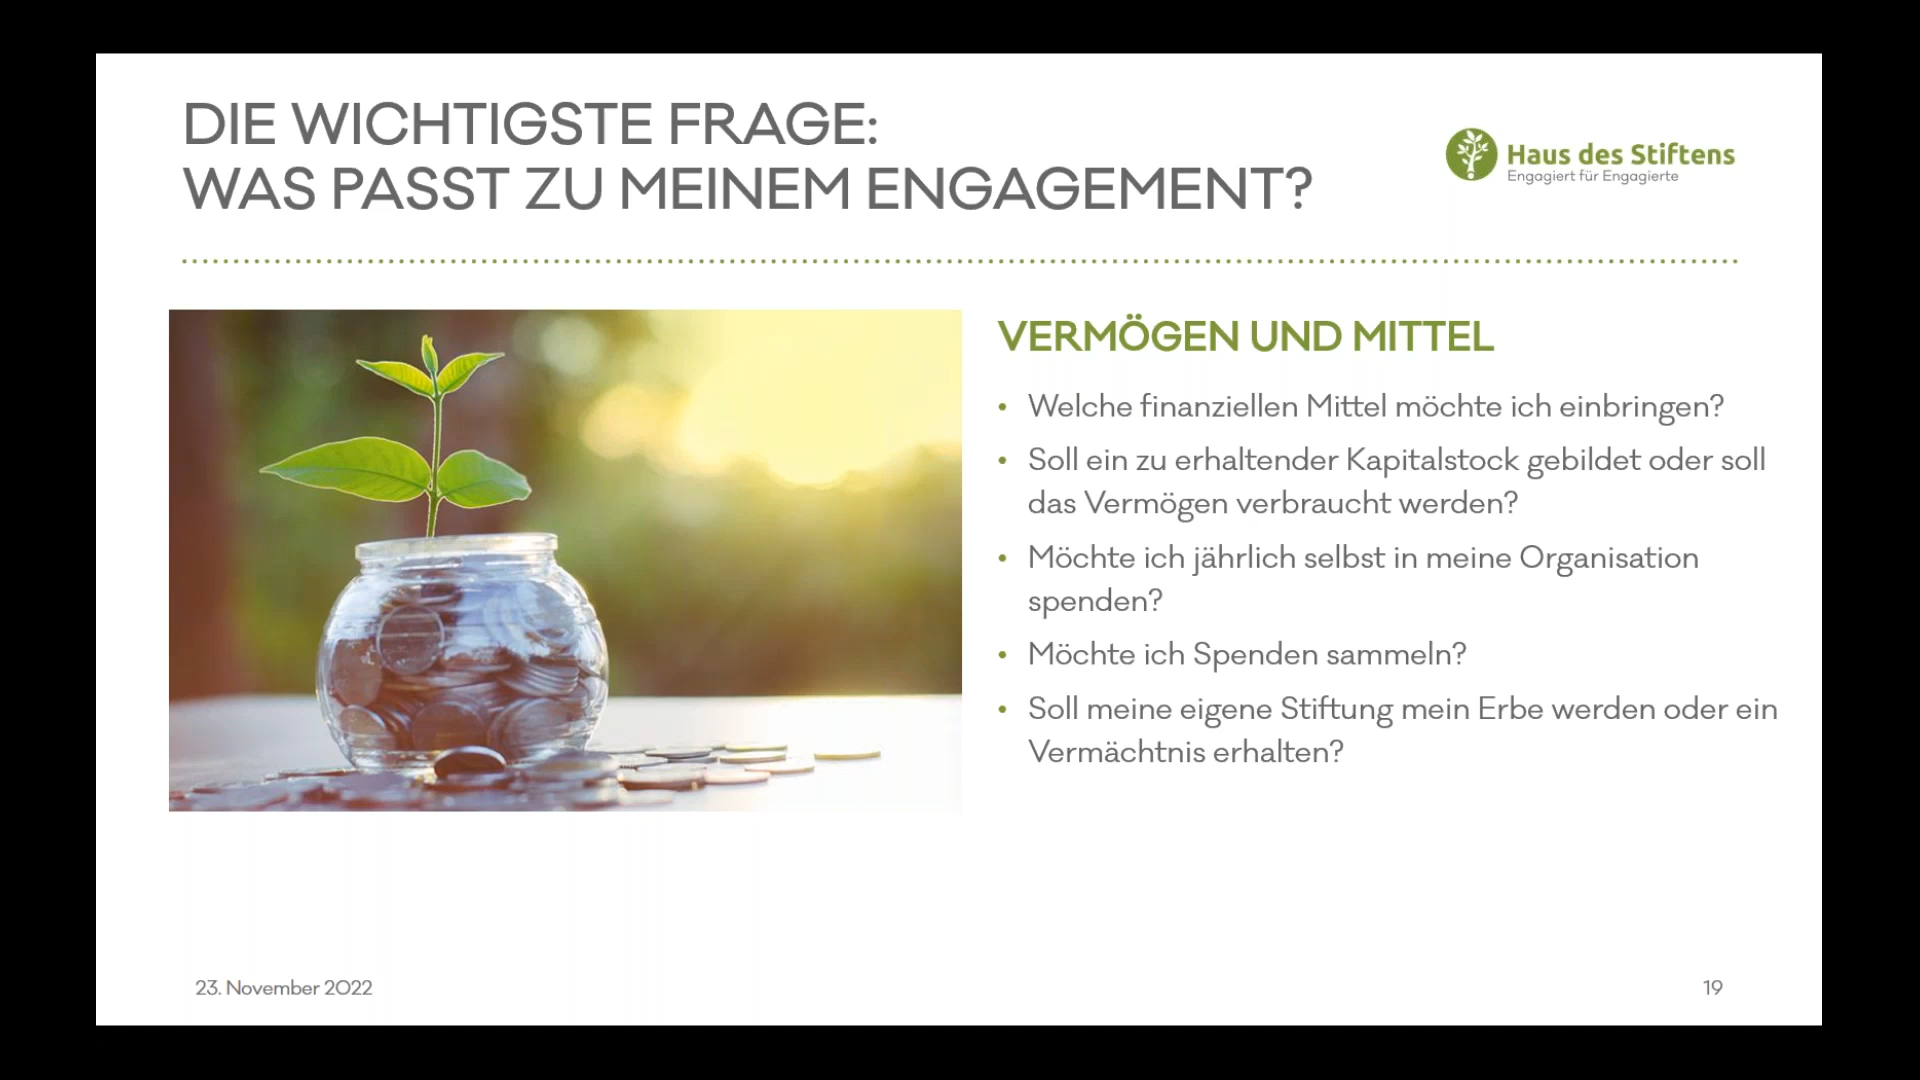 DIE WICHTIGSTE FRAGE:
WAS PASST ZU MEINEM ENGAGEMENT?
Haus des Stiftens
Engagiert für Engagierte
VERMÖGEN UND MITTEL
• Welche finanziellen Mittel möchte ich einbringen?
• Soll ein zu erhaltender Kapitalstock gebildet oder soll
das Vermögen verbraucht werden?
• Möchte ich jährlich selbst in meine Organisation
spenden?
• Möchte ich Spenden sammeln?
• Soll meine eigene Stiftung mein Erbe werden oder ein
Vermächtnis erhalten?
23. November 2022
19